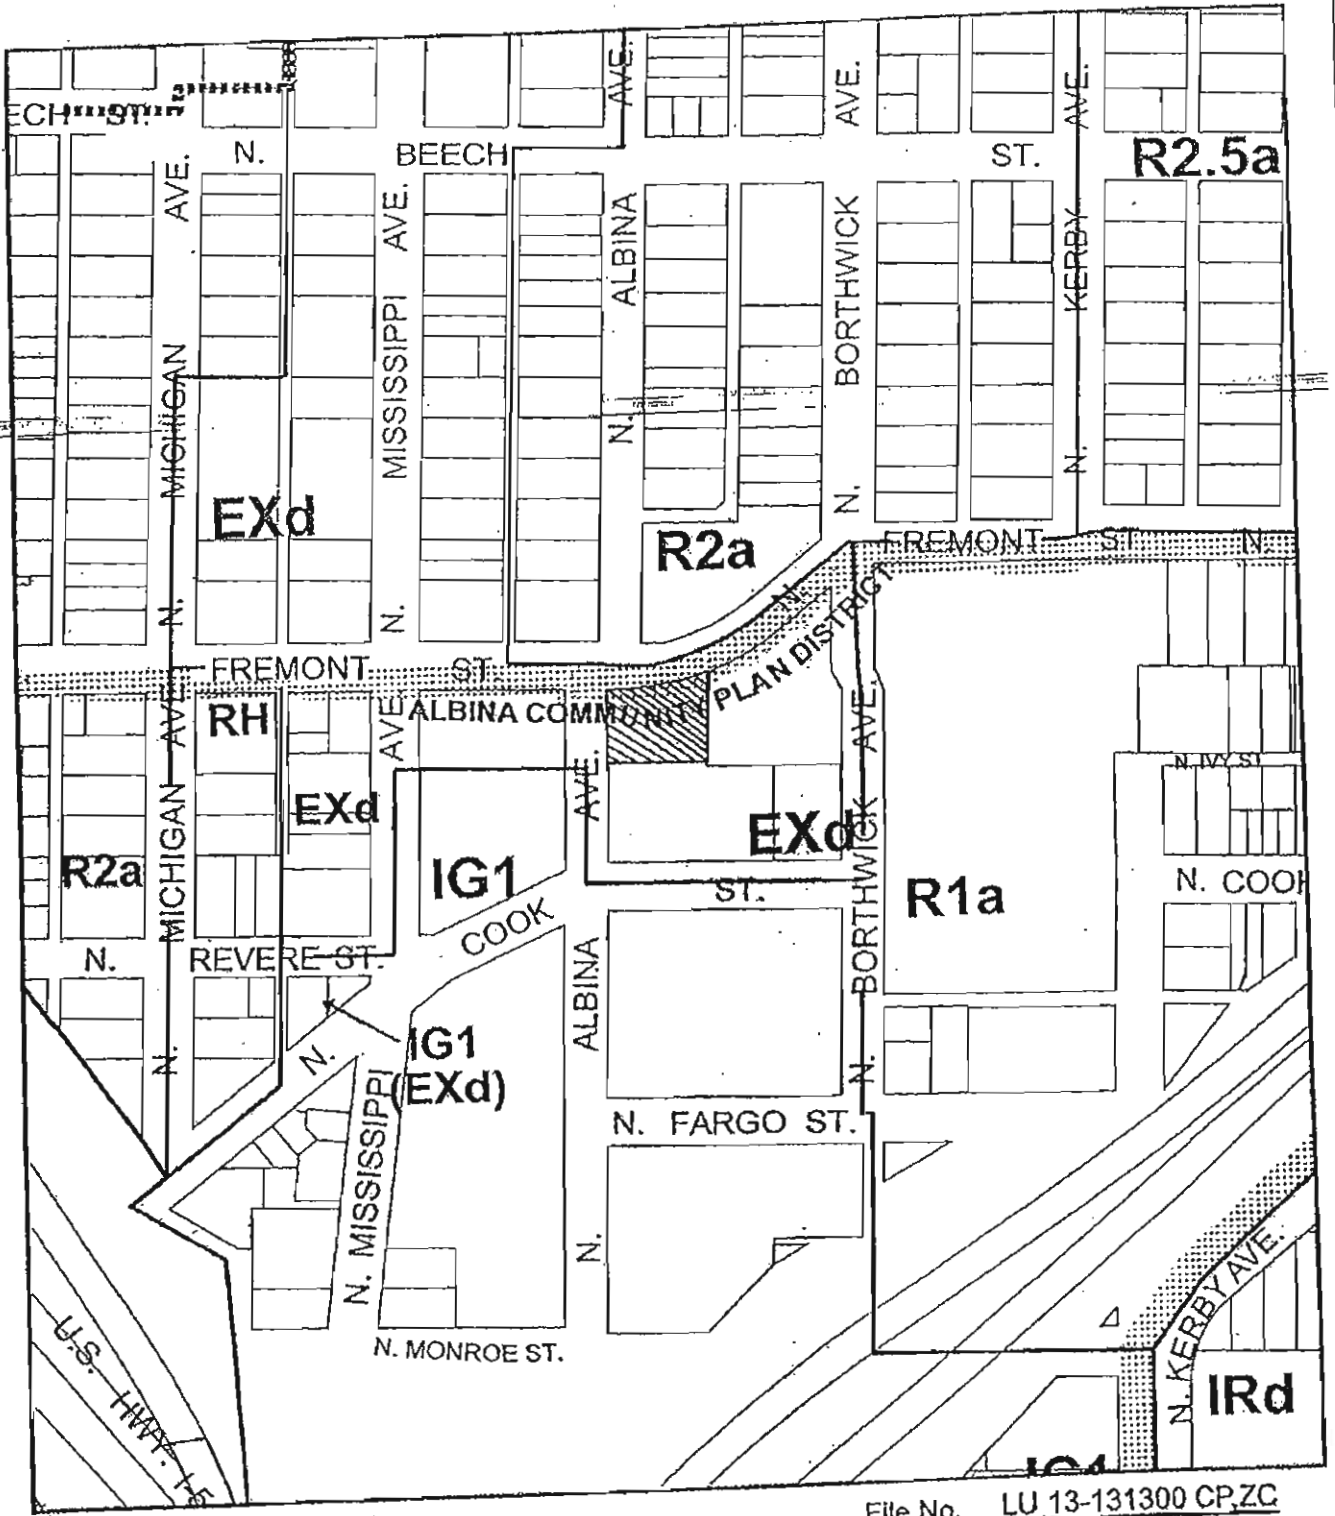 ECH ST.
N. BEECH ST.
AVE.
AVE.
AVE.
AVE.
AVE.
R2.5a
N. MICHIGAN
N. MISSISSIPPI
N. ALBINA
N. BORTHWICK
N. KERBY
EXd
R2a
FREMONT ST. N.
N.
FREMONT ST.
ALBINA COMMUNITY PLAN DISTRICT
RH
AVE.
AVE.
AVE.
AVE.
N. IVY ST.
EXd
EXd
R2a
IG1
ST.
R1a
N. COOK
COOK
N. MICHIGAN
N. BORTHWICK
N. ALBINA
N. REVERE ST.
N.
IG1
(EXd)
N. FARGO ST.
N. MISSISSIPPI
N. MONROE ST.
N. KERBY AVE.
U.S. HWY. I-5
IRd
IG1
File No. LU 13-131300 CP,ZC